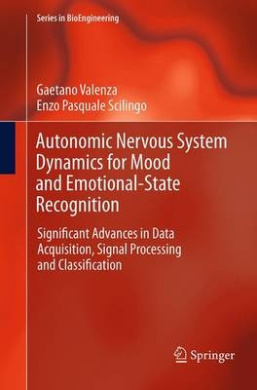 Series in BioEngineering
Gaetano Valenza
Enzo Pasquale Scilingo
Autonomic Nervous System
Dynamics for Mood
and Emotional-State
Recognition
Significant Advances in Data
Acquisition, Signal Processing
and Classification
Springer